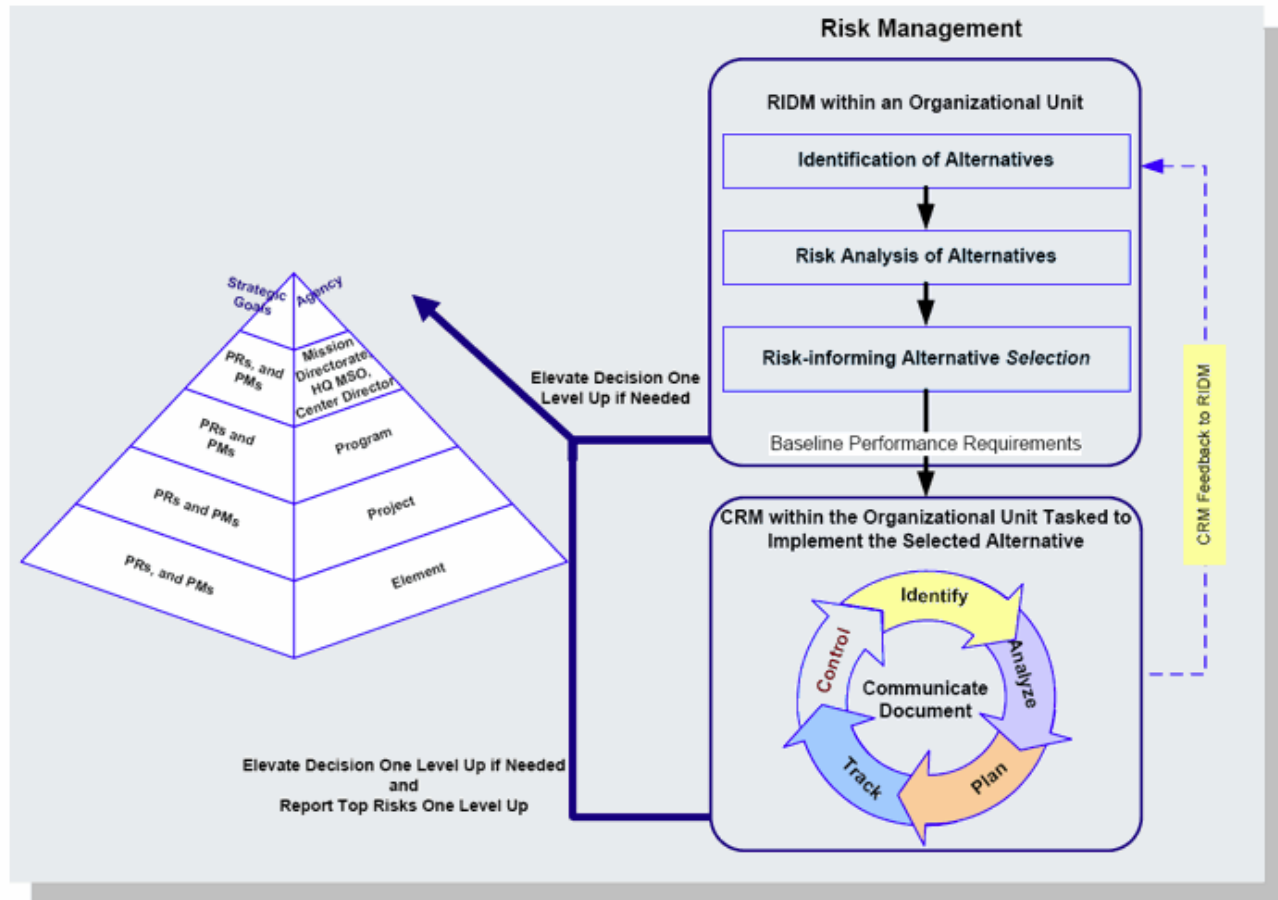 Risk Management
RIDM within an Organizational Unit
Identification of Alternatives
Risk Analysis of Alternatives
Risk-informing Alternative Selection
Baseline Performance Requirements
CRM Feedback to RIDM
Strategic
Goals
Agency
PRs, and
PMs
Mission
Directorate,
HQ MSO,
Center Director
PRs and
PMs
Program
PRs and PMs
Project
PRs, and PMs
Element
Elevate Decision One
Level Up if Needed
CRM within the Organizational Unit Tasked to
Implement the Selected Alternative
Identify
Analyze
Plan
Track
Control
Communicate
Document
Elevate Decision One Level Up if Needed
and
Report Top Risks One Level Up